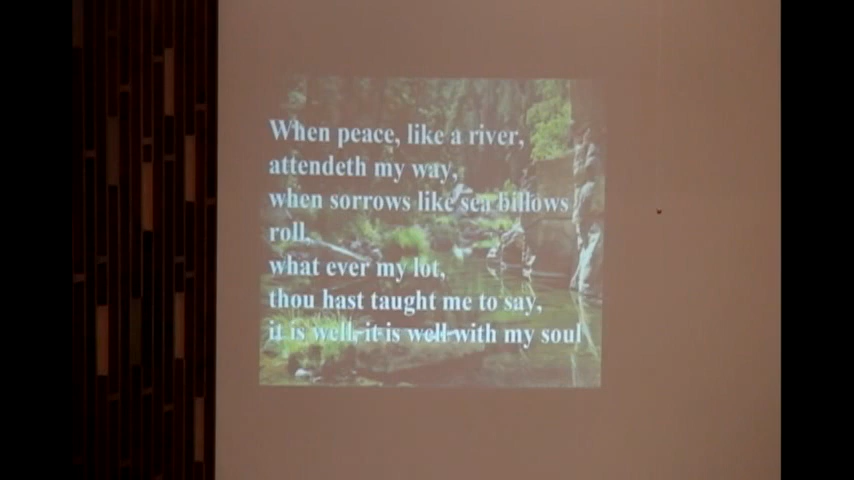 When peace, like a river,
attendeth my way,
when sorrows like sea billows
roll,
what ever my lot,
thou hast taught me to say,
it is well, it is well with my soul